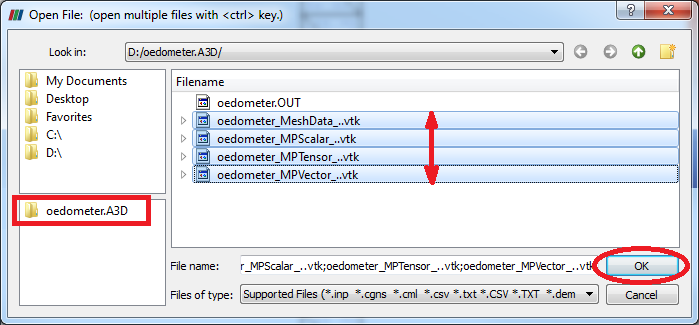 Open File: (open multiple files with <ctrl> key.)
Look in: D:/oedometer.A3D/
My Documents
Desktop
Favorites
C:\
D:\
oedometer.A3D
Filename
oedometer.OUT
oedometer_MeshData_..vtk
oedometer_MPScalar_..vtk
oedometer_MPTensor_..vtk
oedometer_MPVector_..vtk
File name: r_MPScalar_..vtk;oedometer_MPTensor_..vtk;oedometer_MPVector_..vtk OK
Files of type: Supported Files (*.inp *.cgns *.cml *.csv *.txt *.CSV *.TXT *.dem Cancel